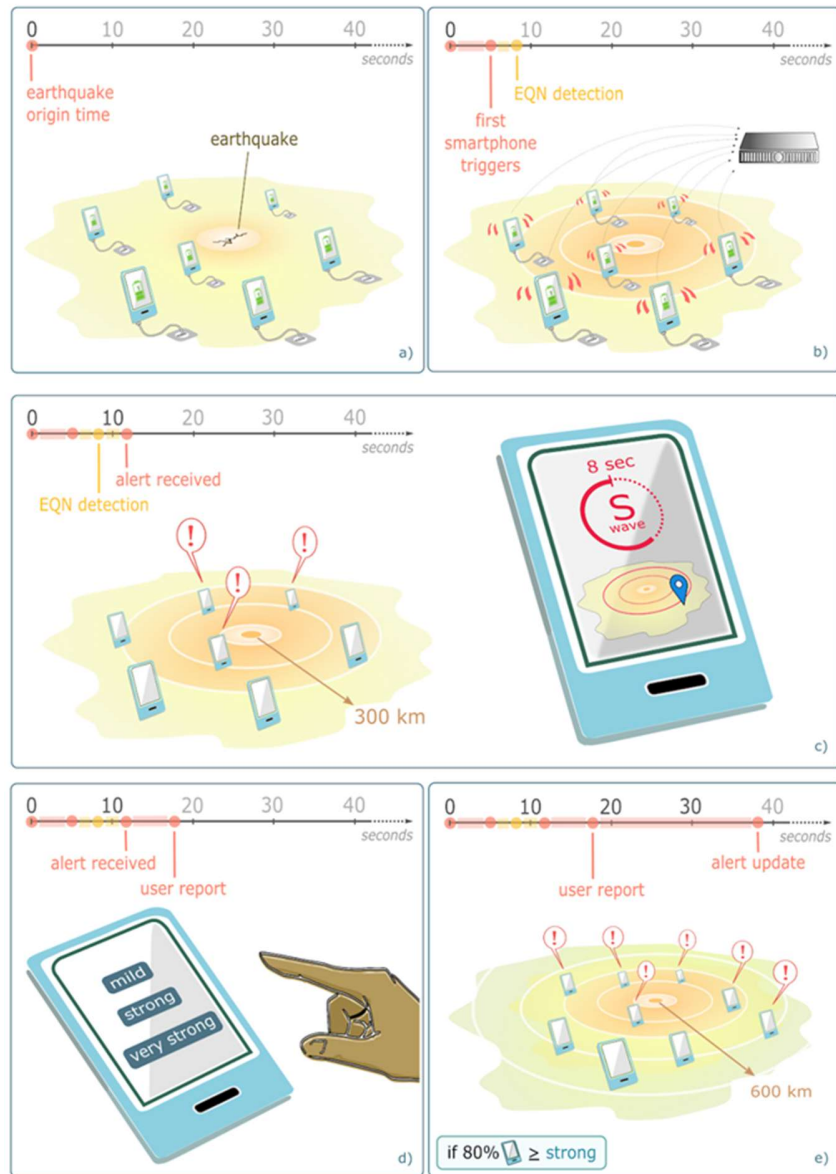 0 10 20 30 40
seconds
earthquake
origin time
earthquake
a)
0 10 20 30 40
seconds
EQN detection
first
smartphone
triggers
b)
0 10 20 30 40
seconds
alert received
EQN detection
!
!
!
300 km
8 sec
S
wave
c)
0 10 20 30 40
seconds
alert received
user report
mild
strong
very strong
d)
0 10 20 30 40
seconds
alert update
user report
! ! ! ! ! !
600 km
if 80% ≥ strong
e)